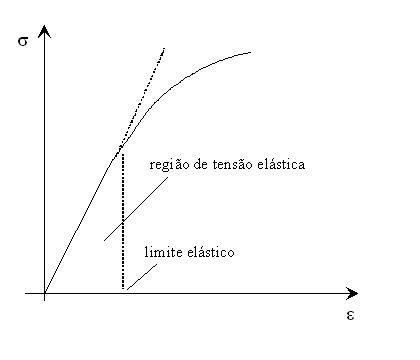 σ
região de tensão elástica
limite elástico
ε